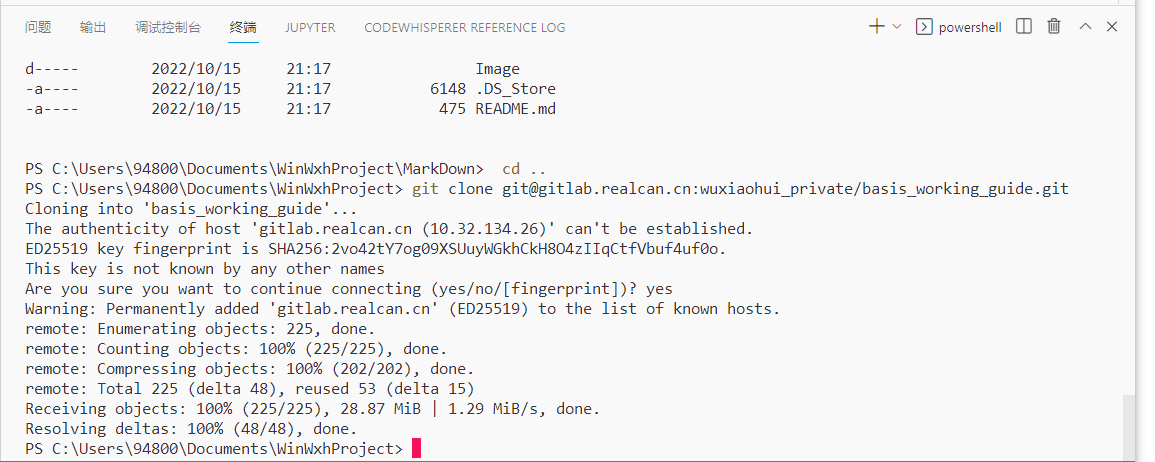 问题 输出 调试控制台 终端 JUPYTER CODEWHISPERER REFERENCE LOG powershell
d----- 2022/10/15 21:17 Image
-a---- 2022/10/15 21:17 6148 .DS_Store
-a---- 2022/10/15 21:17 475 README.md
PS C:\Users\94800\Documents\WinWxhProject\MarkDown> cd ..
PS C:\Users\94800\Documents\WinWxhProject> git clone git@gitlab.realcan.cn:wuxiaohui_private/basis_working_guide.git
Cloning into 'basis_working_guide'...
The authenticity of host 'gitlab.realcan.cn (10.32.134.26)' can't be established.
ED25519 key fingerprint is SHA256:2vo42tY7og09XSUuyWGkhCkH8O4zIIqCtfVbuf4uf0o.
This key is not known by any other names
Are you sure you want to continue connecting (yes/no/[fingerprint])? yes
Warning: Permanently added 'gitlab.realcan.cn' (ED25519) to the list of known hosts.
remote: Enumerating objects: 225, done.
remote: Counting objects: 100% (225/225), done.
remote: Compressing objects: 100% (202/202), done.
remote: Total 225 (delta 48), reused 53 (delta 15)
Receiving objects: 100% (225/225), 28.87 MiB | 1.29 MiB/s, done.
Resolving deltas: 100% (48/48), done.
PS C:\Users\94800\Documents\WinWxhProject>